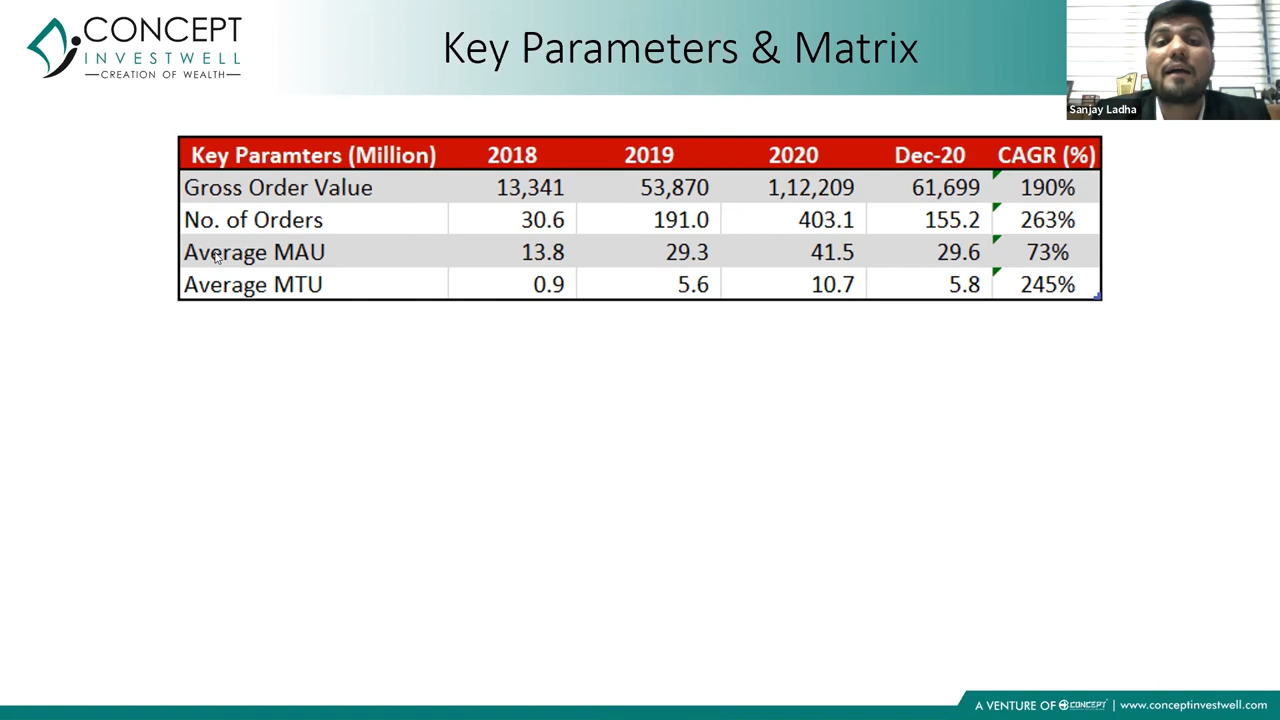 CONCEPT
INVESTWELL
CREATION OF WEALTH
Key Parameters & Matrix
Sanjay Ladha
Key Paramters (Million) 2018 2019 2020 Dec-20 CAGR (%)
Gross Order Value 13,341 53,870 1,12,209 61,699 190%
No. of Orders 30.6 191.0 403.1 155.2 263%
Average MAU 13.8 29.3 41.5 29.6 73%
Average MTU 0.9 5.6 10.7 5.8 245%
A VENTURE OF CONCEPT | www.conceptinvestwell.com